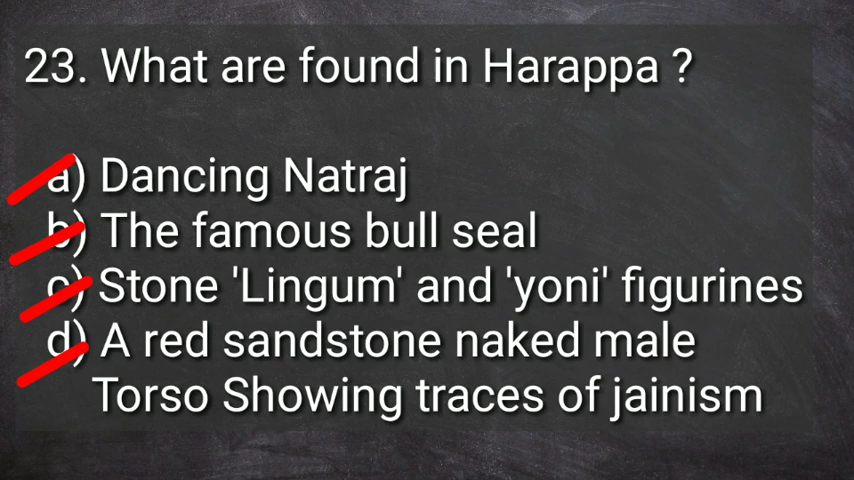 23. What are found in Harappa ?
a) Dancing Natraj
b) The famous bull seal
c) Stone 'Lingum' and 'yoni' figurines
d) A red sandstone naked male
Torso Showing traces of jainism